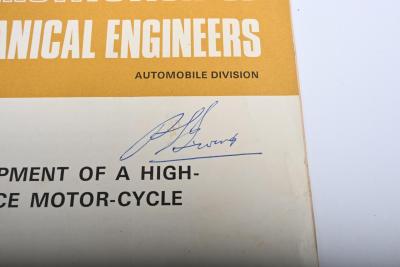 ANICAL ENGINEERS
AUTOMOBILE DIVISION
PMENT OF A HIGH-
CE MOTOR-CYCLE